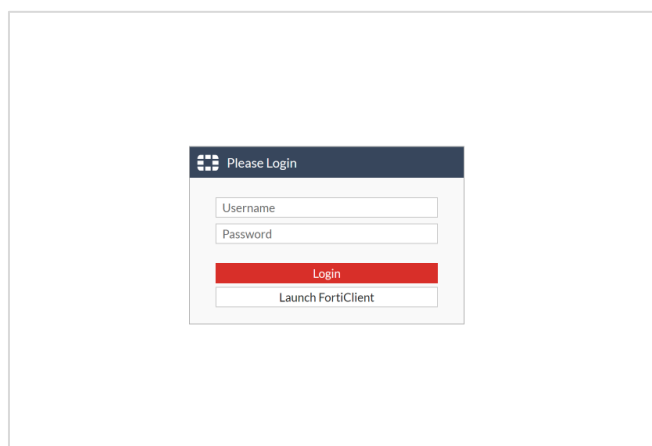 Please Login
Username
Password
Login
Launch FortiClient